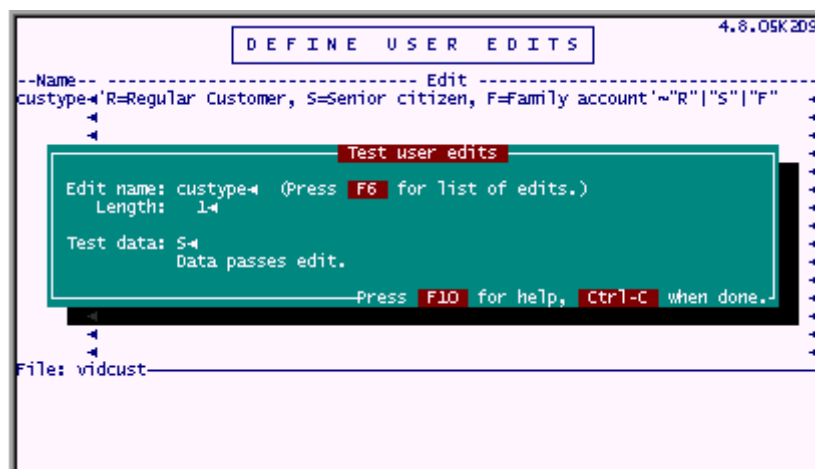 4.8.05K2D9
DEFINE USER EDITS
--Name-- ---------------------------------- Edit -------------------------------------
custype 'R=Regular Customer, S=Senior citizen, F=Family account'~"R"|"S"|"F"
Test user edits
Edit name: custype (Press F6 for list of edits.)
Length: 1
Test data: S
Data passes edit.
Press F10 for help, Ctrl-C when done.
File: vidcust